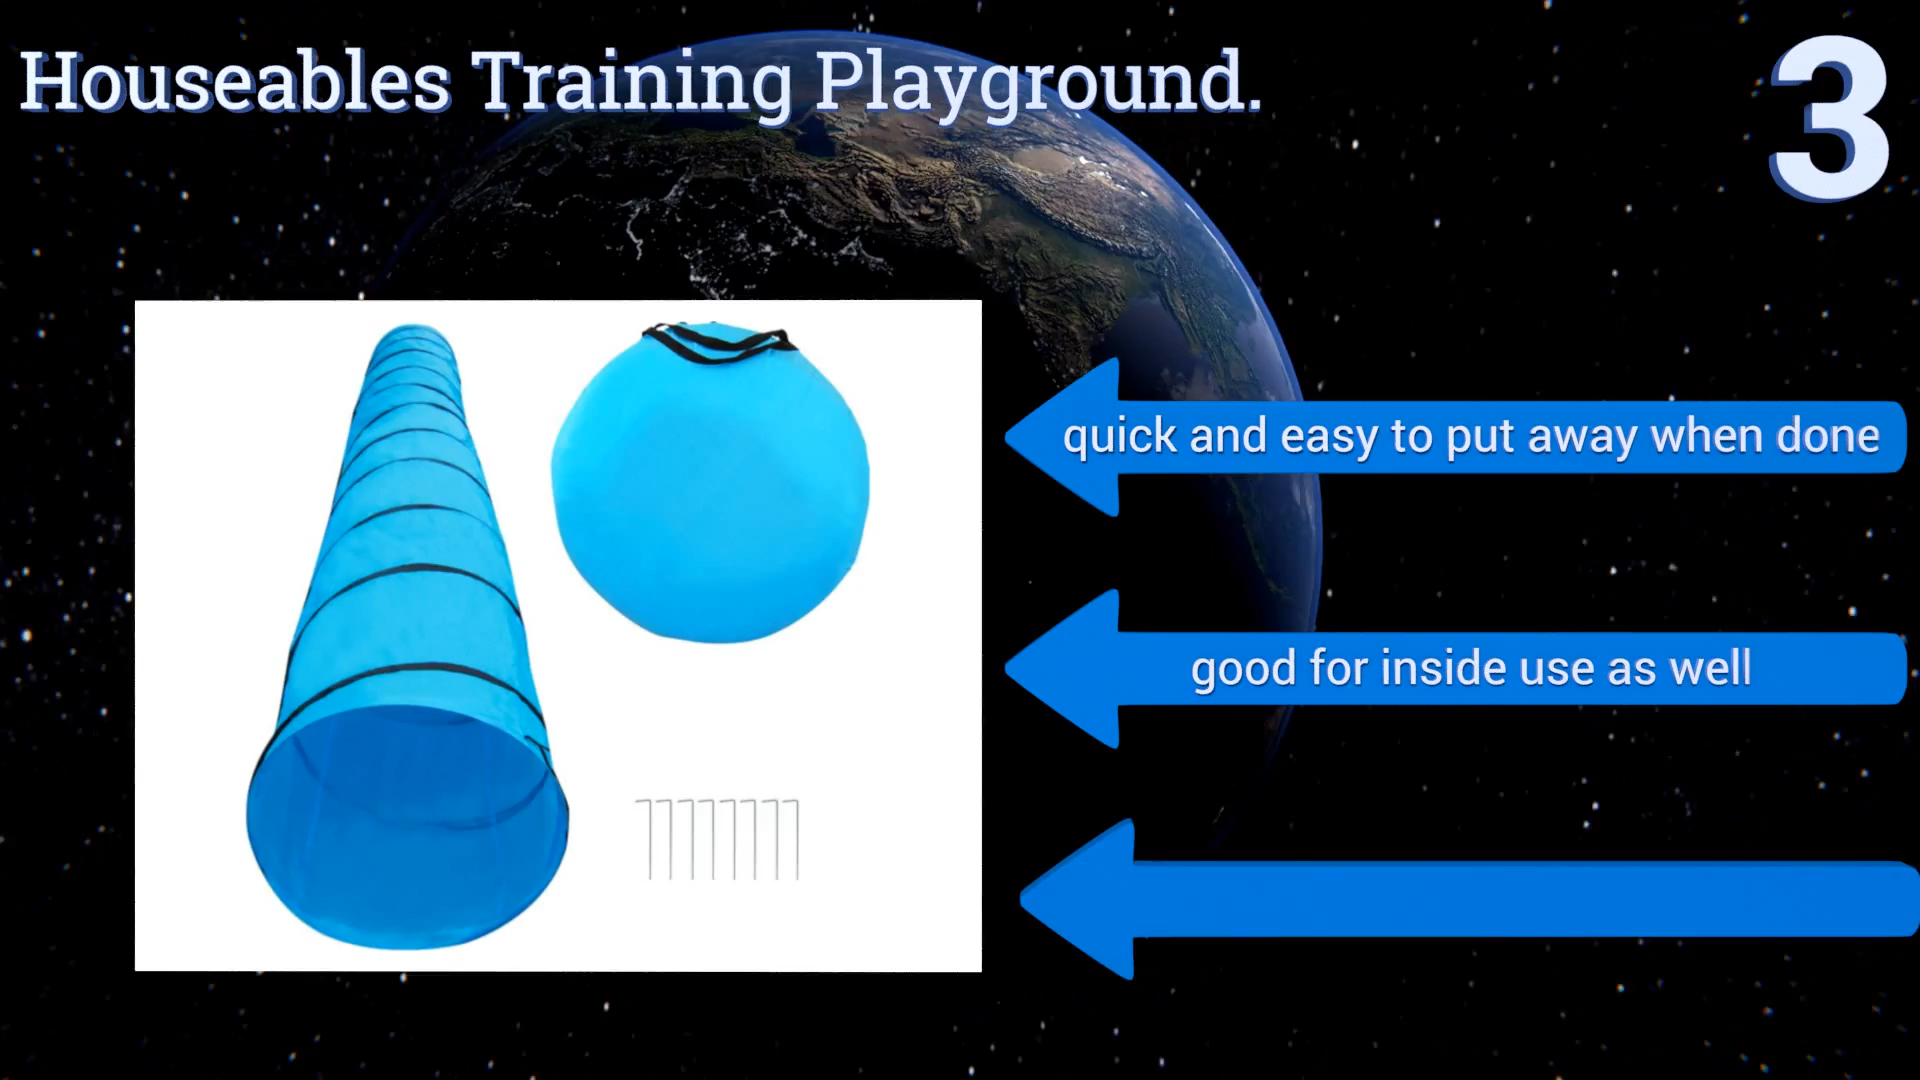 Houseables Training Playground.
3
quick and easy to put away when done
good for inside use as well